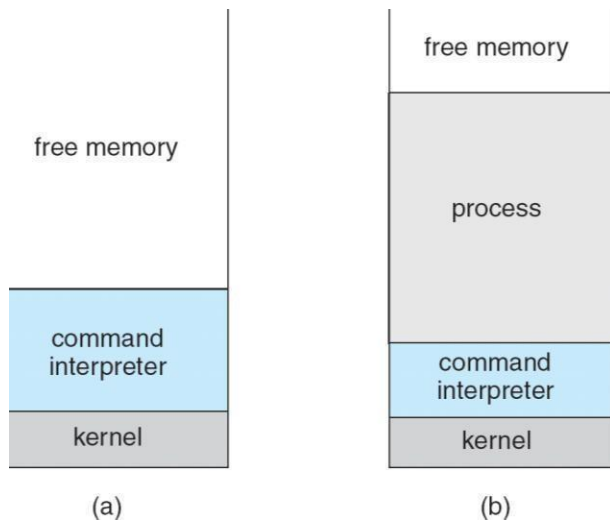 free memory
command
interpreter
kernel
(a)
free memory
process
command
interpreter
kernel
(b)